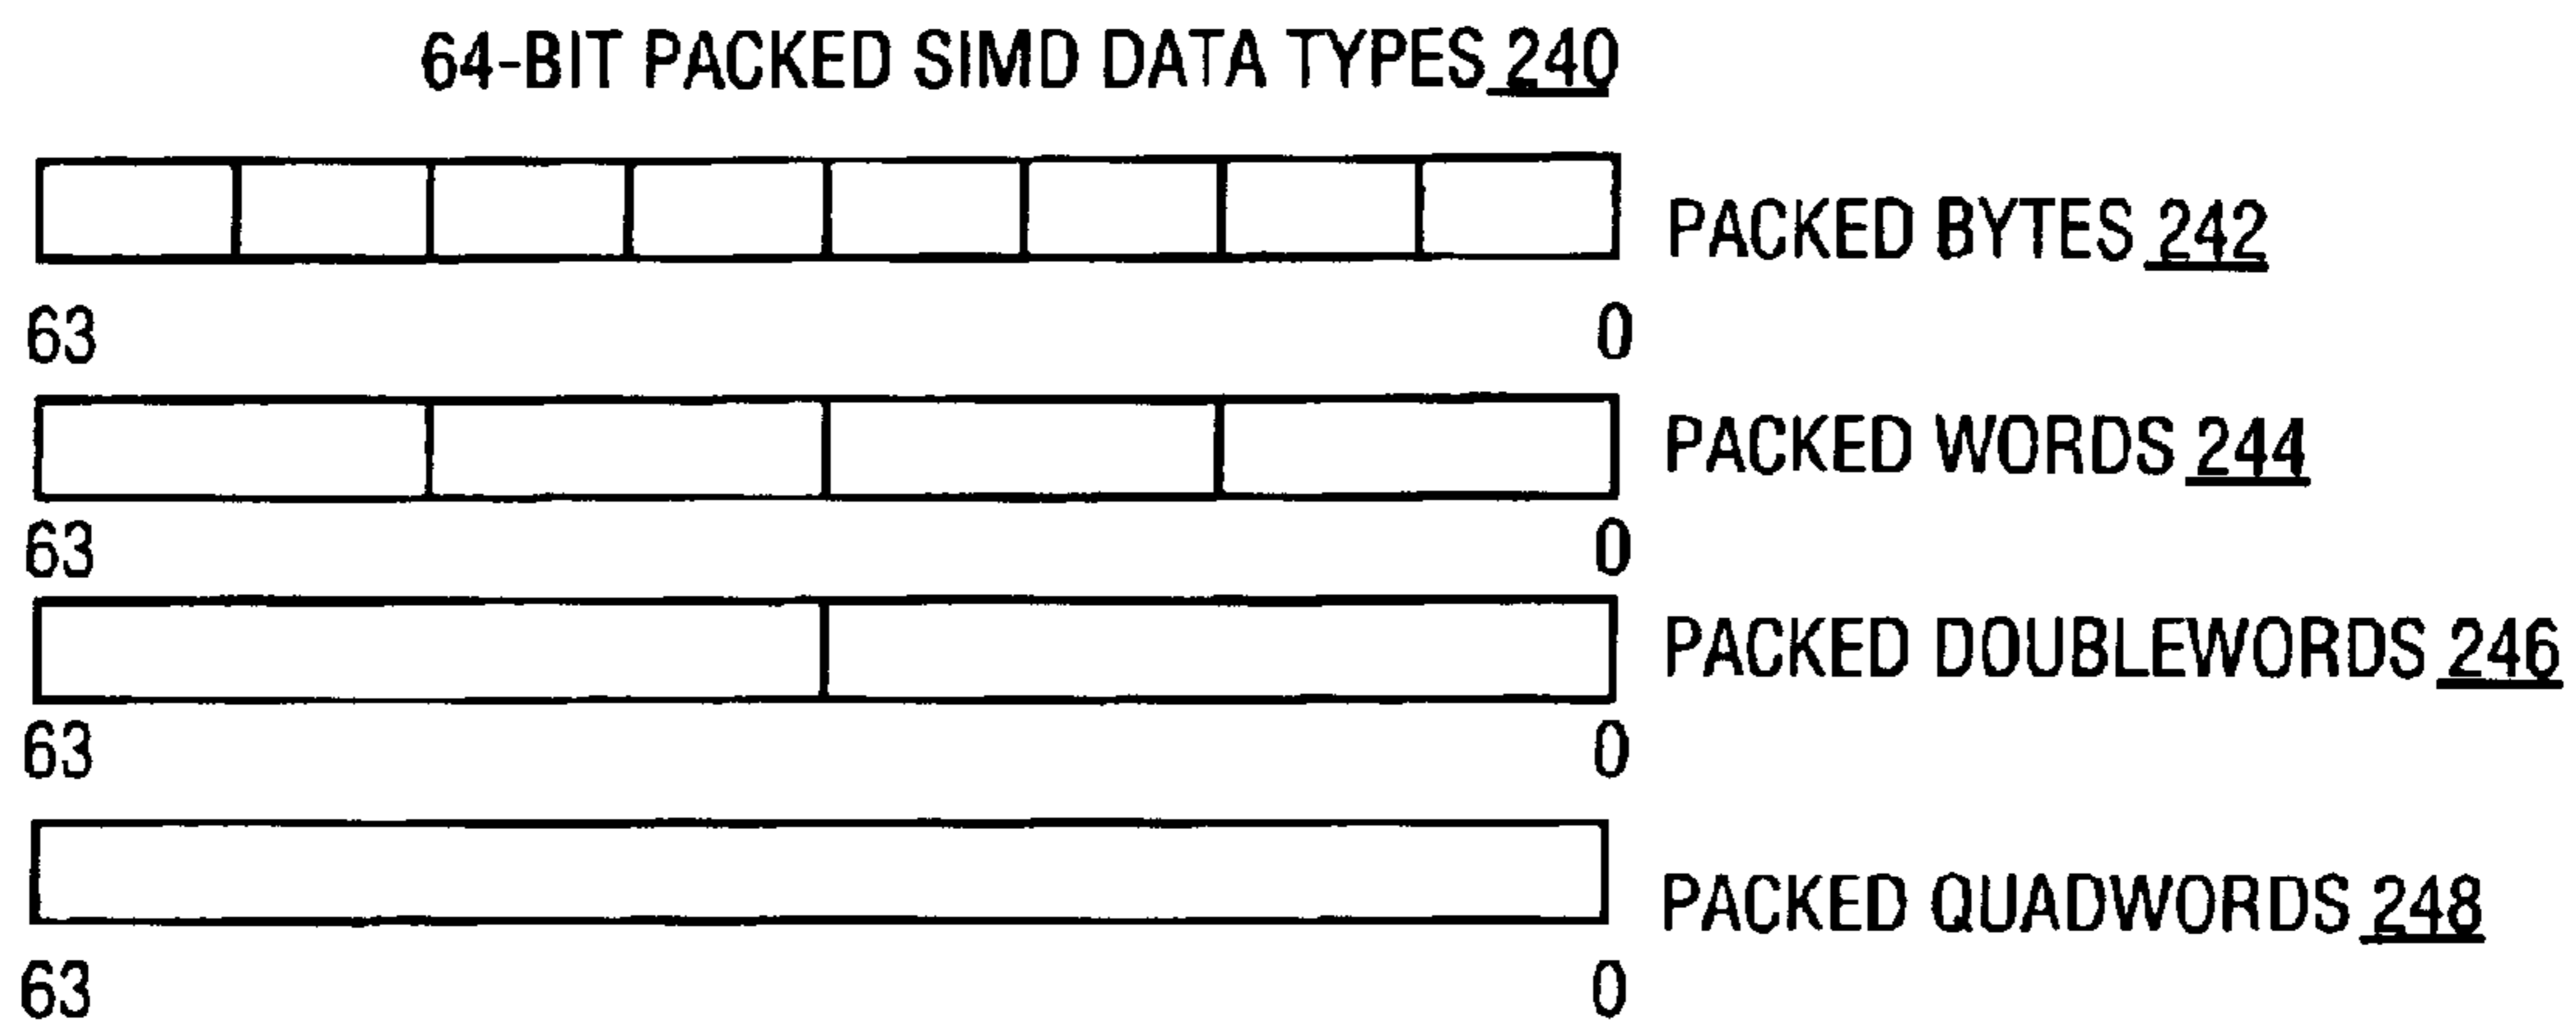 64-BIT PACKED SIMD DATA TYPES 240
PACKED BYTES 242
63 0
PACKED WORDS 244
63 0
PACKED DOUBLEWORDS 246
63 0
PACKED QUADWORDS 248
63 0